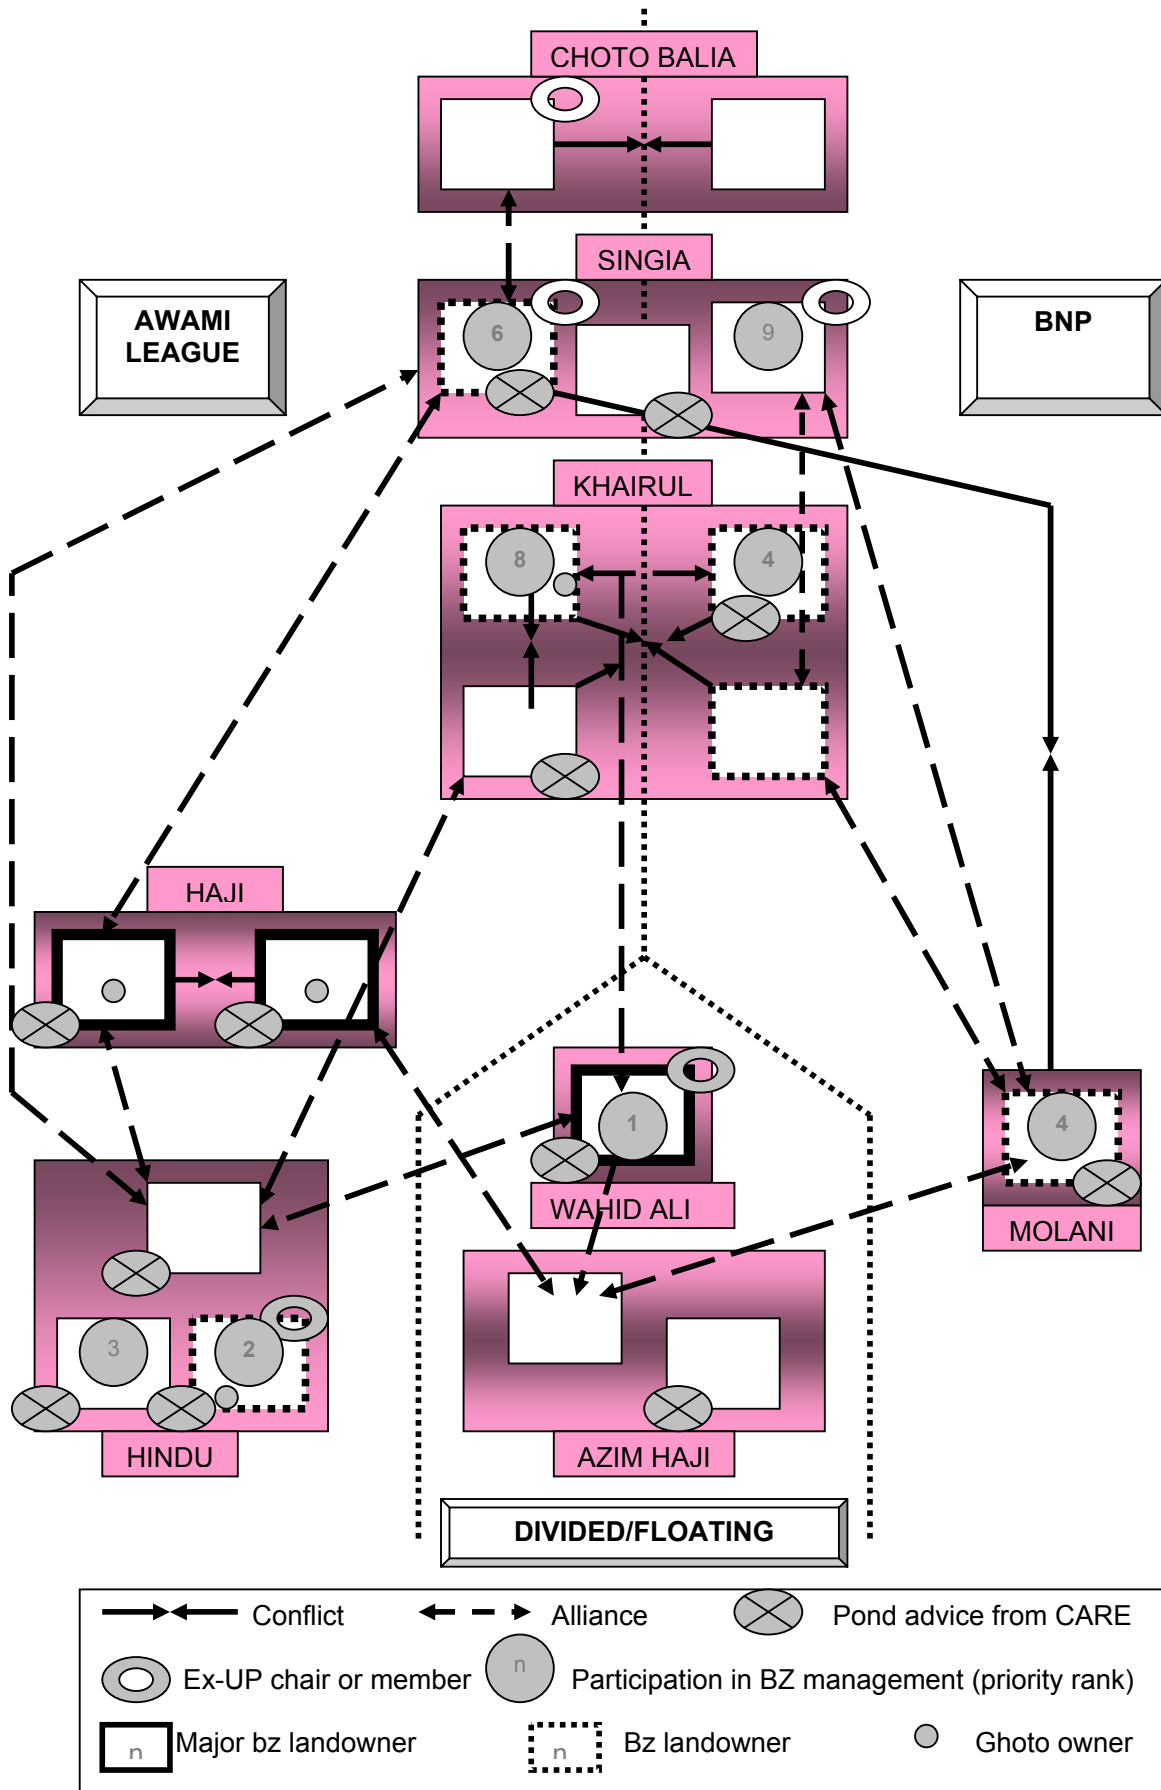 CHOTO BALIA
SINGIA
AWAMI
LEAGUE
BNP
6
9
KHAIRUL
8
4
HAJI
1
4
WAHID ALI
MOLANI
3
2
HINDU
AZIM HAJI
DIVIDED/FLOATING
Conflict
Alliance
Pond advice from CARE
Ex-UP chair or member
n
Participation in BZ management (priority rank)
n
Major bz landowner
n
Bz landowner
Ghoto owner